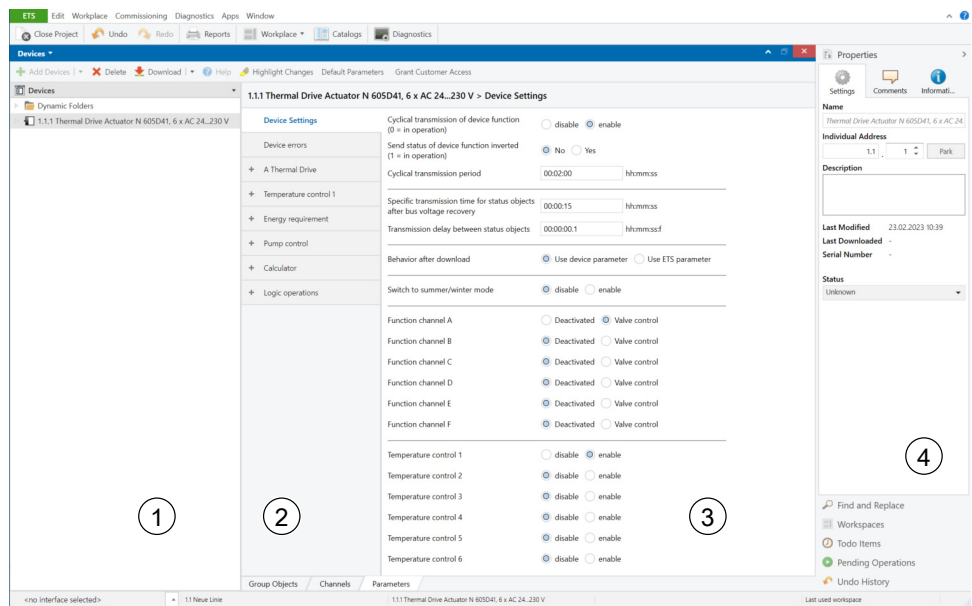 ETS Edit Workplace Commissioning Diagnostics Apps Window
Close Project Undo Redo Reports Workplace Catalogs Diagnostics
Devices
Add Devices Delete Download Help Highlight Changes Default Parameters Grant Customer Access
Devices
Dynamic Folders
1.1.1 Thermal Drive Actuator N 605D41, 6 x AC 24...230 V
1
1.1.1 Thermal Drive Actuator N 605D41, 6 x AC 24...230 V > Device Settings
Device Settings
Device errors
+ A Thermal Drive
+ Temperature control 1
+ Energy requirement
+ Pump control
+ Calculator
+ Logic operations
2
Cyclical transmission of device function
(0 = in operation) disable enable
Send status of device function inverted
(1 = in operation) No Yes
Cyclical transmission period 00:02:00 hh:mm:ss
Specific transmission time for status objects
after bus voltage recovery 00:00:15 hh:mm:ss
Transmission delay between status objects 00:00:00.1 hh:mm:ss:f
Behavior after download Use device parameter Use ETS parameter
Switch to summer/winter mode disable enable
Function channel A Deactivated Valve control
Function channel B Deactivated Valve control
Function channel C Deactivated Valve control
Function channel D Deactivated Valve control
Function channel E Deactivated Valve control
Function channel F Deactivated Valve control
Temperature control 1 disable enable
Temperature control 2 disable enable
Temperature control 3 disable enable
Temperature control 4 disable enable
Temperature control 5 disable enable
Temperature control 6 disable enable
3
Group Objects Channels Parameters
Properties
Settings Comments Informati...
Name
Thermal Drive Actuator N 605D41, 6 x AC 24.
Individual Address
1.1 . 1 Park
Description
Last Modified 23.02.2023 10:39
Last Downloaded -
Serial Number -
Status
Unknown
4
Find and Replace
Workspaces
Todo Items
Pending Operations
Undo History
<no interface selected> 1.1 Neue Linie 1.1.1 Thermal Drive Actuator N 605D41, 6 x AC 24...230 V Last used workspace